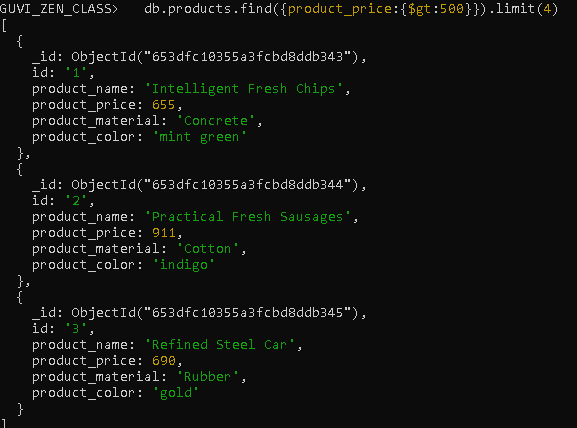 GUVI_ZEN_CLASS> db.products.find({product_price:{$gt:500}}).limit(4)
[
  {
    _id: ObjectId("653dfc10355a3fcbd8ddb343"),
    id: '1',
    product_name: 'Intelligent Fresh Chips',
    product_price: 655,
    product_material: 'Concrete',
    product_color: 'mint green'
  },
  {
    _id: ObjectId("653dfc10355a3fcbd8ddb344"),
    id: '2',
    product_name: 'Practical Fresh Sausages',
    product_price: 911,
    product_material: 'Cotton',
    product_color: 'indigo'
  },
  {
    _id: ObjectId("653dfc10355a3fcbd8ddb345"),
    id: '3',
    product_name: 'Refined Steel Car',
    product_price: 690,
    product_material: 'Rubber',
    product_color: 'gold'
  }
]